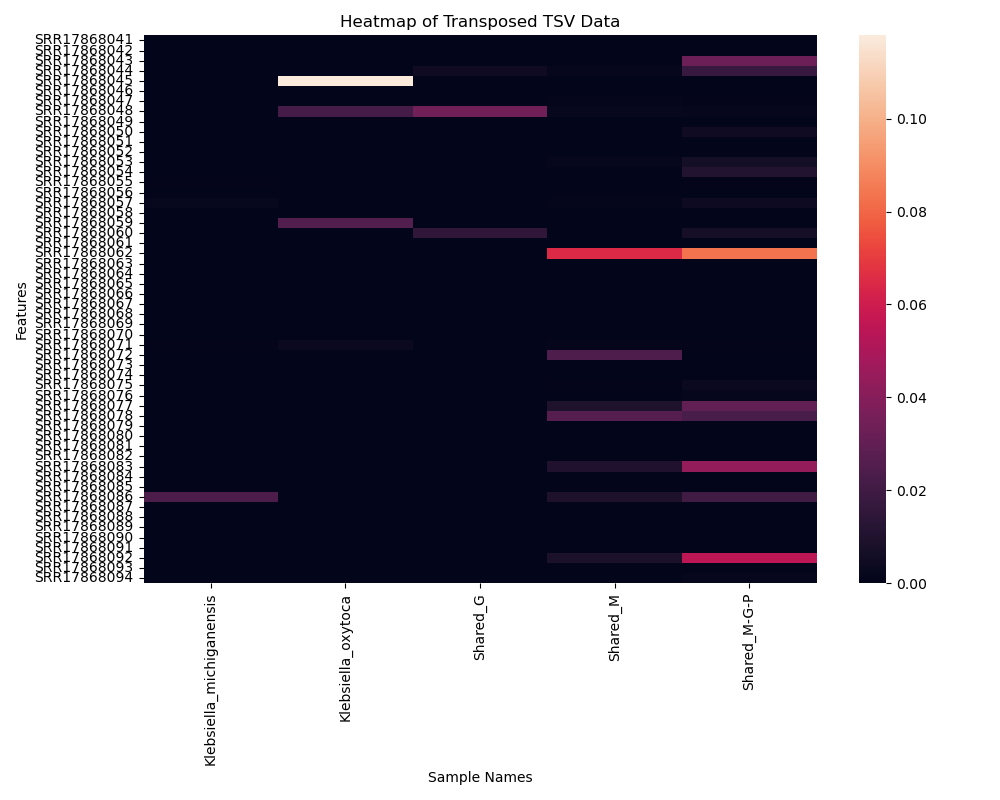 Heatmap of Transposed TSV Data
SRR17868041
SRR17868042
SRR17868043
SRR17868044
SRR17868045
SRR17868046
SRR17868047
SRR17868048
SRR17868049
SRR17868050
SRR17868051
SRR17868052
SRR17868053
SRR17868054
SRR17868055
SRR17868056
SRR17868057
SRR17868058
SRR17868059
SRR17868060
SRR17868061
SRR17868062
SRR17868063
SRR17868064
SRR17868065
SRR17868066
SRR17868067
SRR17868068
SRR17868069
SRR17868070
SRR17868071
SRR17868072
SRR17868073
SRR17868074
SRR17868075
SRR17868076
SRR17868077
SRR17868078
SRR17868079
SRR17868080
SRR17868081
SRR17868082
SRR17868083
SRR17868084
SRR17868085
SRR17868086
SRR17868087
SRR17868088
SRR17868089
SRR17868090
SRR17868091
SRR17868092
SRR17868093
SRR17868094
Features
Klebsiella_michiganensis
Klebsiella_oxytoca
Shared_G
Shared_M
Shared_M-G-P
Sample Names
0.10
0.08
0.06
0.04
0.02
0.00